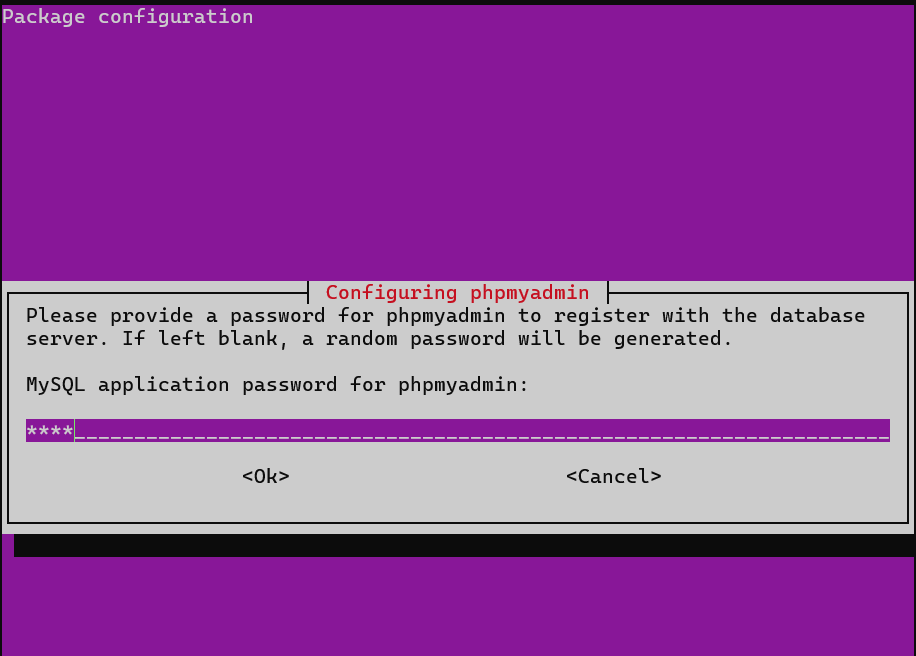 Package configuration
Configuring phpmyadmin
Please provide a password for phpmyadmin to register with the database
server. If left blank, a random password will be generated.
MySQL application password for phpmyadmin:
****____________________________________________________________________
<Ok> <Cancel>